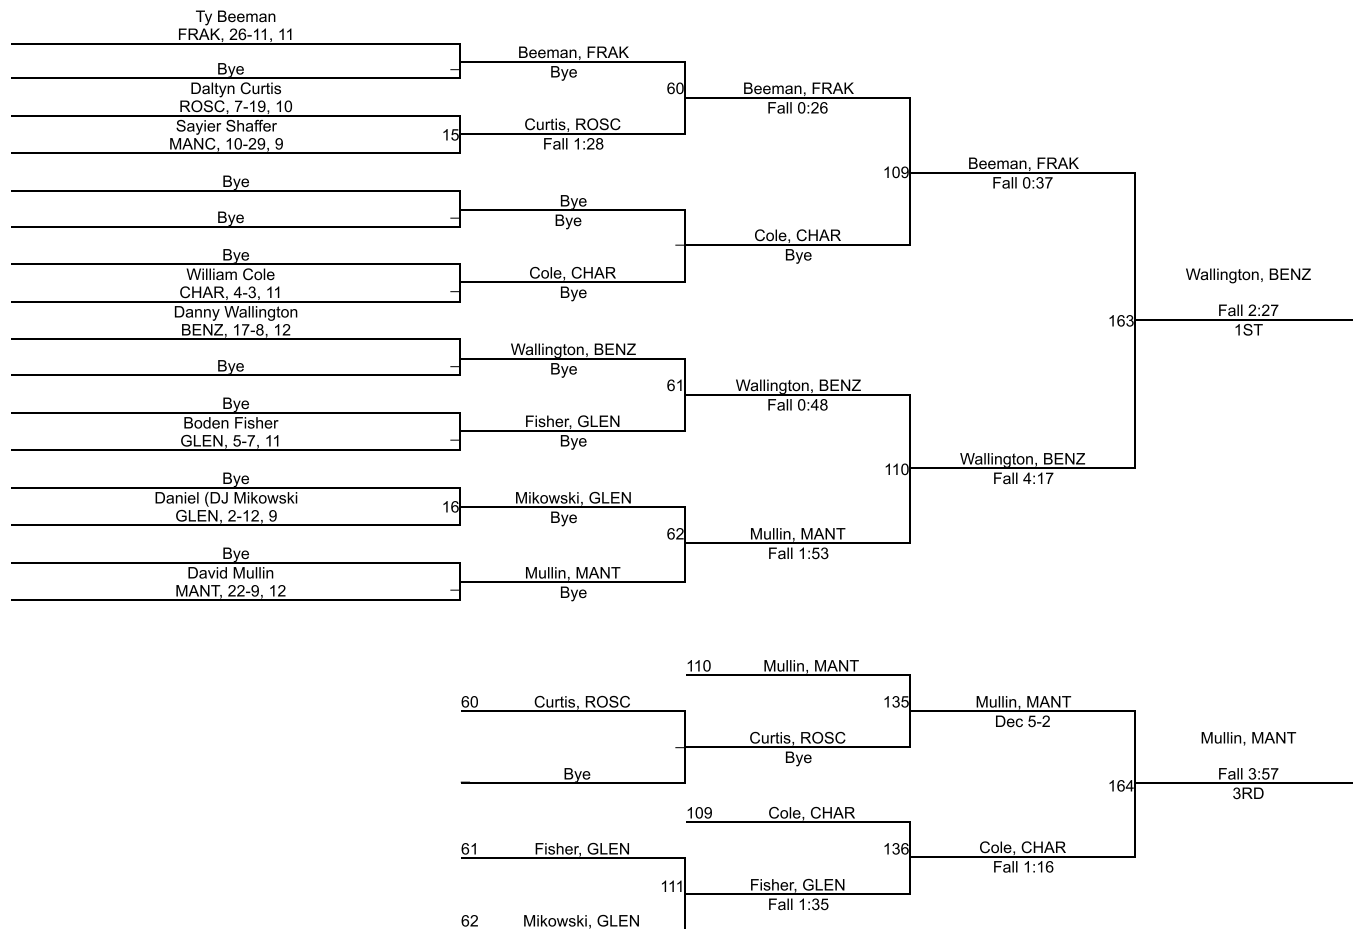 Ty Beeman
FRAK, 26-11, 11
Bye
Daltyn Curtis
ROSC, 7-19, 10
Sayier Shaffer
MANC, 10-29, 9
15
Bye
Bye
Bye
William Cole
CHAR, 4-3, 11
Danny Wallington
BENZ, 17-8, 12
Bye
Bye
Boden Fisher
GLEN, 5-7, 11
Bye
Daniel (DJ Mikowski
GLEN, 2-12, 9
16
Bye
David Mullin
MANT, 22-9, 12
Beeman, FRAK
Bye
60
Curtis, ROSC
Fall 1:28
Bye
Bye
Cole, CHAR
Bye
Wallington, BENZ
Bye
61
Fisher, GLEN
Bye
Mikowski, GLEN
Bye
62
Mullin, MANT
Bye
Beeman, FRAK
Fall 0:26
109
Cole, CHAR
Bye
Wallington, BENZ
Fall 0:48
110
Mullin, MANT
Fall 1:53
Beeman, FRAK
Fall 0:37
163
Wallington, BENZ
Fall 4:17
Wallington, BENZ
Fall 2:27
1ST
60 Curtis, ROSC
Bye
61 Fisher, GLEN
111
62 Mikowski, GLEN
110 Mullin, MANT
135
Curtis, ROSC
Bye
109 Cole, CHAR
136
Fisher, GLEN
Fall 1:35
Mullin, MANT
Dec 5-2
164
Cole, CHAR
Fall 1:16
Mullin, MANT
Fall 3:57
3RD